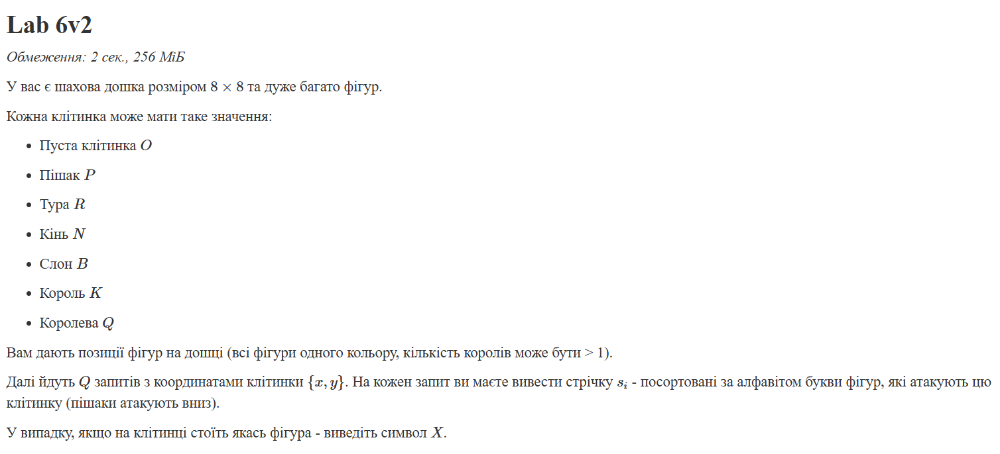 Lab 6v2
Обмеження: 2 сек., 256 МіБ
У вас є шахова дошка розміром 8 × 8 та дуже багато фігур.
Кожна клітинка може мати таке значення:
• Пуста клітинка O
• Пішак P
• Тура R
• Кінь N
• Слон B
• Король K
• Королева Q
Вам дають позиції фігур на дошці (всі фігури одного кольору, кількість королів може бути > 1).
Далі йдуть Q запитів з координатами клітинки {x, y}. На кожен запит ви маєте вивести стрічку sᵢ - посортовані за алфавітом букви фігур, які атакують цю
клітинку (пішаки атакують вниз).
У випадку, якщо на клітинці стоїть якась фігура - виведіть символ X.